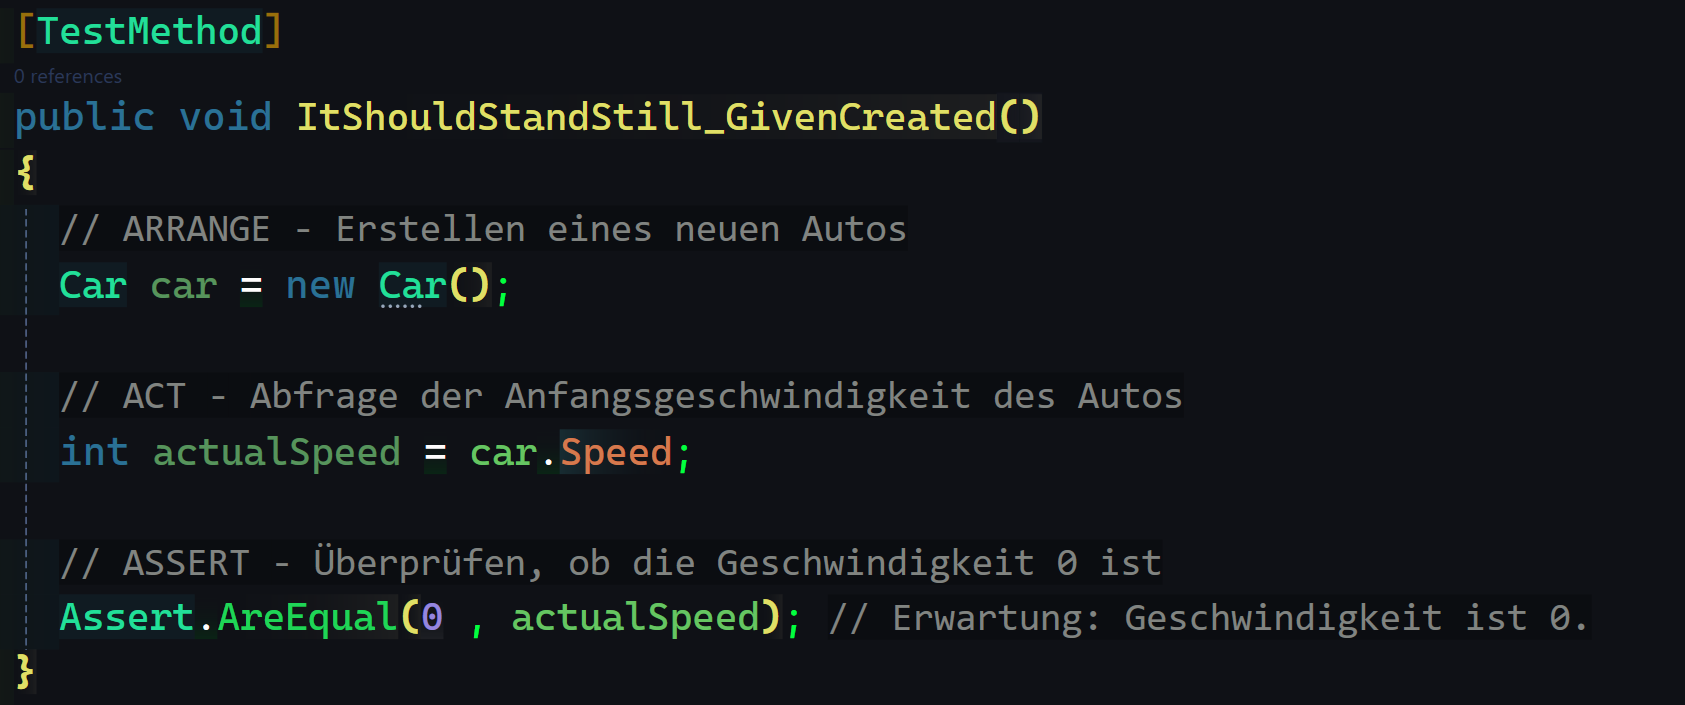 [TestMethod]
0 references
public void ItShouldStandStill_GivenCreated()
{
// ARRANGE - Erstellen eines neuen Autos
Car car = new Car();
// ACT - Abfrage der Anfangsgeschwindigkeit des Autos
int actualSpeed = car.Speed;
// ASSERT - Überprüfen, ob die Geschwindigkeit 0 ist
Assert.AreEqual(0 , actualSpeed); // Erwartung: Geschwindigkeit ist 0.
}